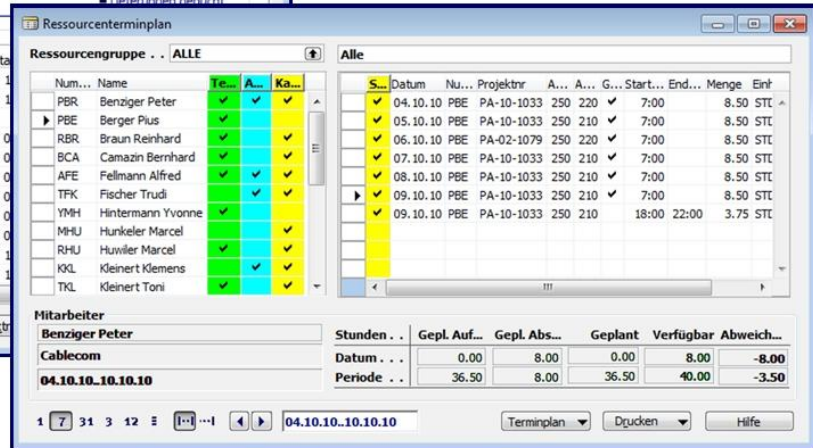 Ressourcenterminplan
Ressourcengruppe . . ALLE
Alle
Num... Name Te... A... Ka...
PBR Benziger Peter
PBE Berger Pius
RBR Braun Reinhard
BCA Camazin Bernhard
AFE Fellmann Alfred
TFK Fischer Trudi
YMH Hintermann Yvonne
MHU Hunkeler Marcel
RHU Huwiler Marcel
KKL Kleinert Klemens
TKL Kleinert Toni
S... Datum Nu... Projektnr A... A... G... Start... End... Menge Einh
04.10.10 PBE PA-10-1033 250 220 7:00 8.50 STD
05.10.10 PBE PA-10-1033 250 210 7:00 8.50 STD
06.10.10 PBE PA-02-1079 250 220 7:00 8.50 STD
07.10.10 PBE PA-10-1033 250 210 7:00 8.50 STD
08.10.10 PBE PA-10-1033 250 210 7:00 8.50 STD
09.10.10 PBE PA-10-1033 250 210 7:00 8.50 STD
09.10.10 PBE PA-10-1033 250 210 18:00 22:00 3.75 STD
Mitarbeiter
Benziger Peter
Cablecom
04.10.10..10.10.10
Stunden . . Gepl. Auf... Gepl. Abs... Geplant Verfügbar Abweich...
Datum . . . 0.00 8.00 0.00 8.00 -8.00
Periode . . 36.50 8.00 36.50 40.00 -3.50
1 7 31 3 12 04.10.10..10.10.10 Terminplan Drucken Hilfe